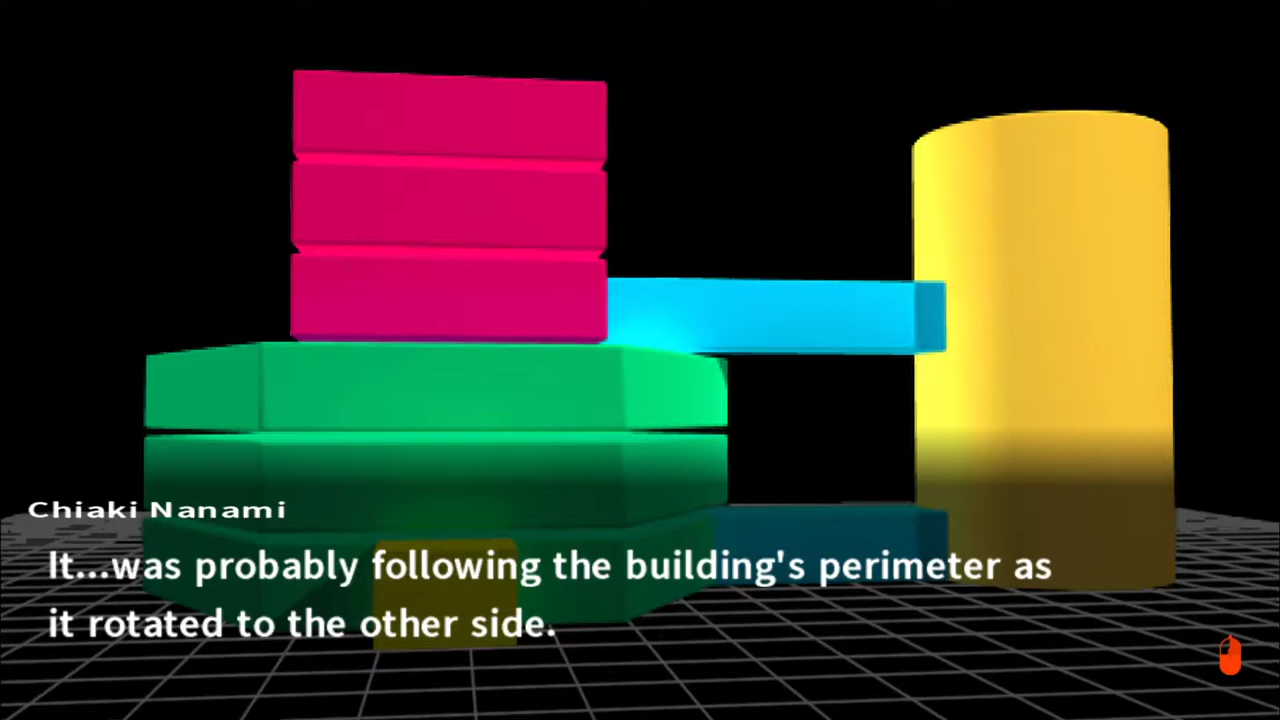 Chiaki Nanami
It...was probably following the building's perimeter as
it rotated to the other side.